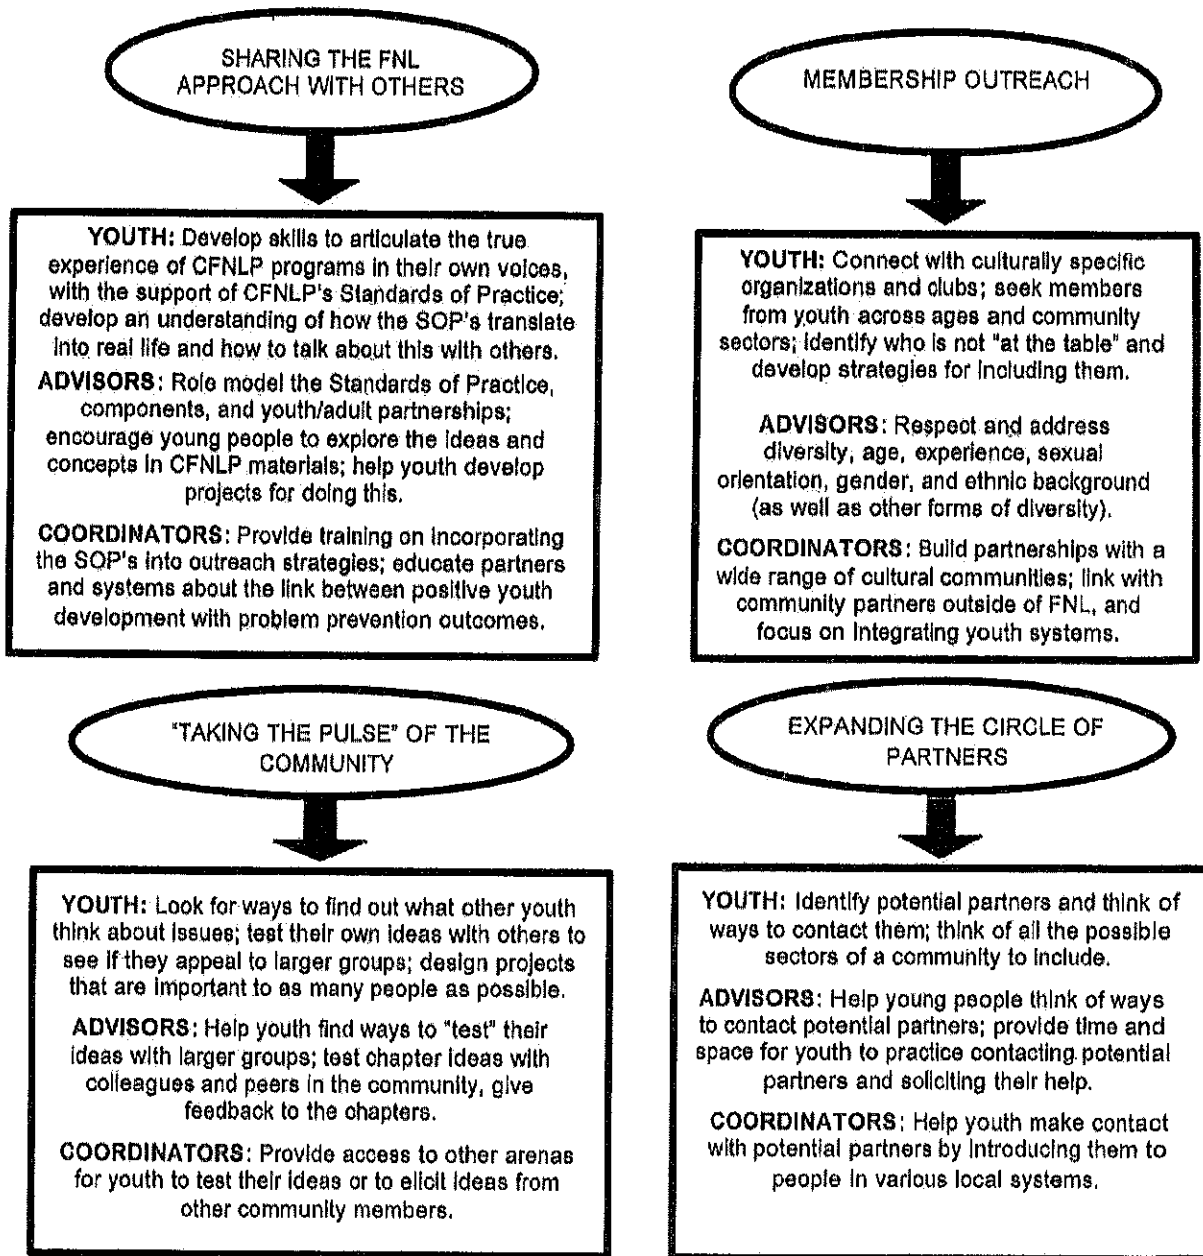 SHARING THE FNL
APPROACH WITH OTHERS
YOUTH: Develop skills to articulate the true
experience of CFNLP programs in their own voices,
with the support of CFNLP's Standards of Practice;
develop an understanding of how the SOP's translate
into real life and how to talk about this with others.
ADVISORS: Role model the Standards of Practice,
components, and youth/adult partnerships;
encourage young people to explore the ideas and
concepts in CFNLP materials; help youth develop
projects for doing this.
COORDINATORS: Provide training on incorporating
the SOP's into outreach strategies; educate partners
and systems about the link between positive youth
development with problem prevention outcomes.
MEMBERSHIP OUTREACH
YOUTH: Connect with culturally specific
organizations and clubs; seek members
from youth across ages and community
sectors; identify who is not "at the table" and
develop strategies for including them.
ADVISORS: Respect and address
diversity, age, experience, sexual
orientation, gender, and ethnic background
(as well as other forms of diversity).
COORDINATORS: Build partnerships with a
wide range of cultural communities; link with
community partners outside of FNL, and
focus on integrating youth systems.
"TAKING THE PULSE" OF THE
COMMUNITY
YOUTH: Look for ways to find out what other youth
think about issues; test their own ideas with others to
see if they appeal to larger groups; design projects
that are important to as many people as possible.
ADVISORS: Help youth find ways to "test" their
ideas with larger groups; test chapter ideas with
colleagues and peers in the community, give
feedback to the chapters.
COORDINATORS: Provide access to other arenas
for youth to test their ideas or to elicit ideas from
other community members.
EXPANDING THE CIRCLE OF
PARTNERS
YOUTH: Identify potential partners and think of
ways to contact them; think of all the possible
sectors of a community to include.
ADVISORS: Help young people think of ways
to contact potential partners; provide time and
space for youth to practice contacting potential
partners and soliciting their help.
COORDINATORS: Help youth make contact
with potential partners by introducing them to
people in various local systems.